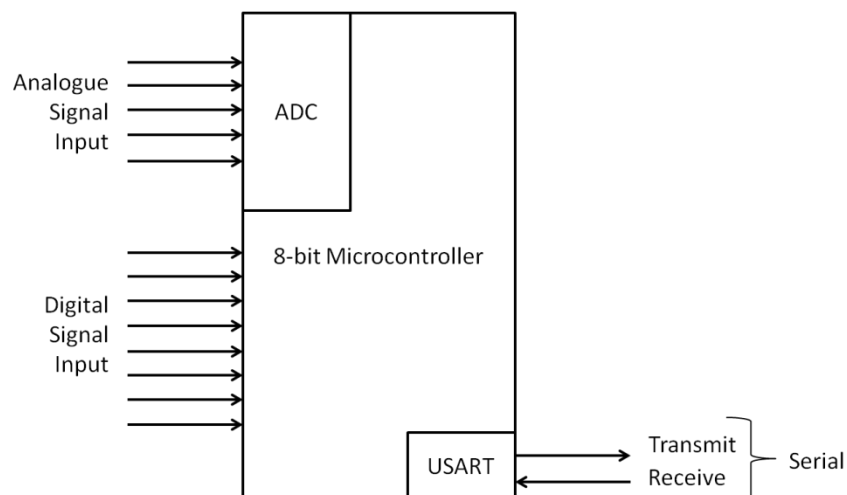 Analogue
Signal
Input
ADC
8-bit Microcontroller
Digital
Signal
Input
USART
Transmit
Receive
Serial